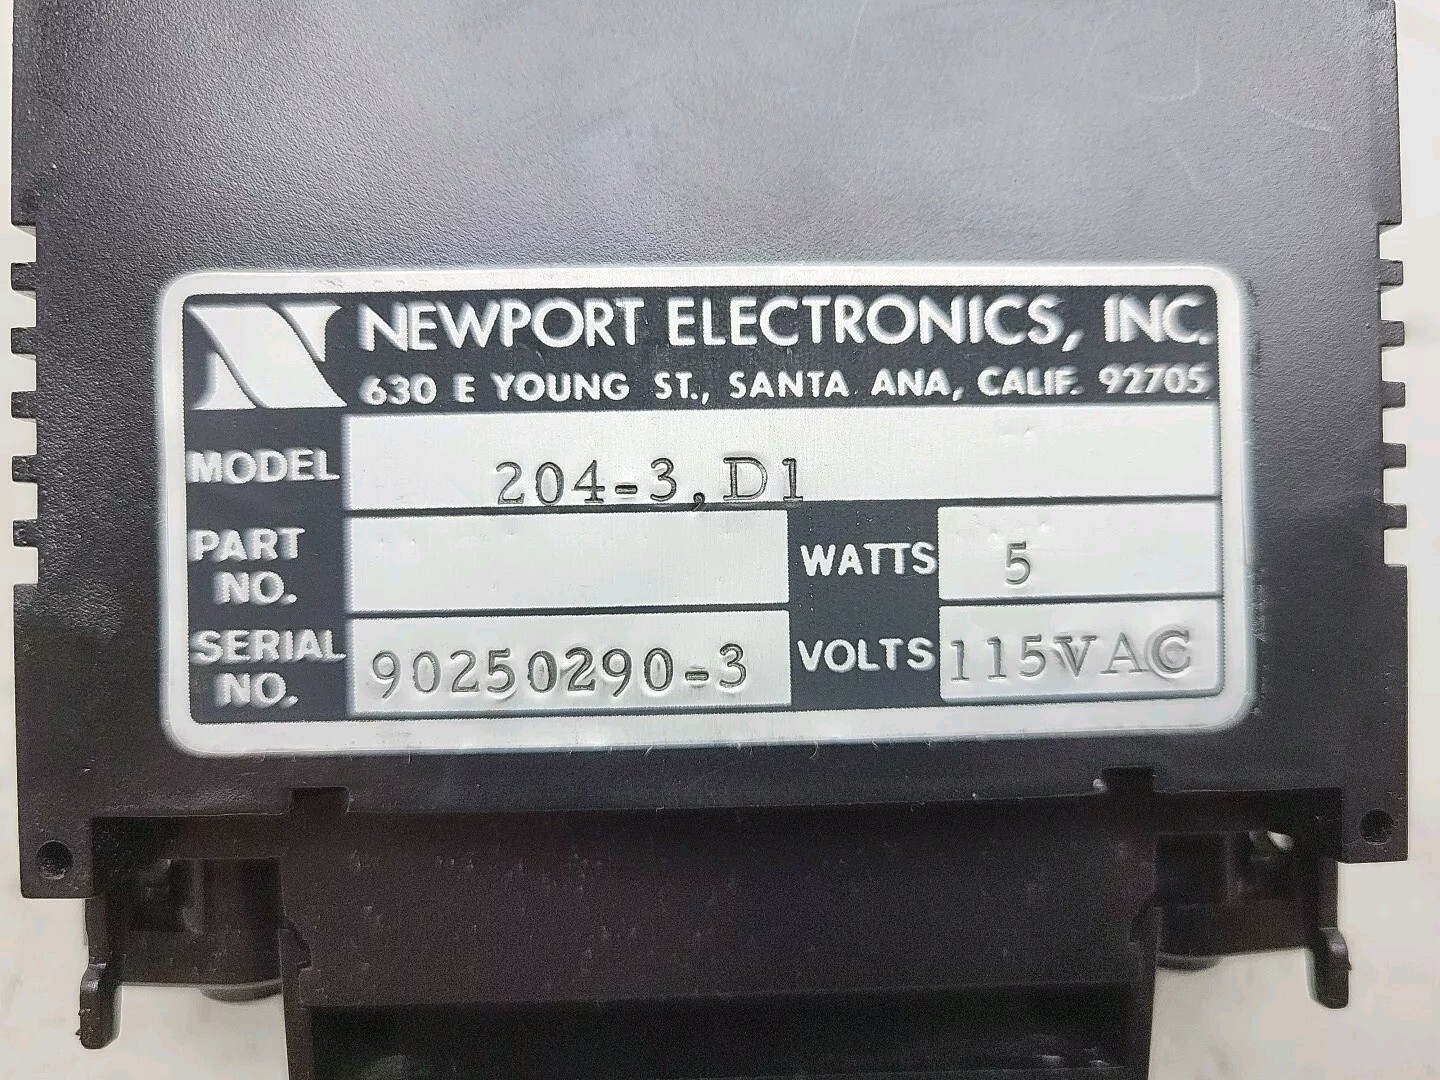 NEWPORT ELECTRONICS, INC.
630 E YOUNG ST., SANTA ANA, CALIF. 92705
MODEL 204-3,D1
PART NO.
WATTS 5
SERIAL NO. 90250290-3
VOLTS 115VAC